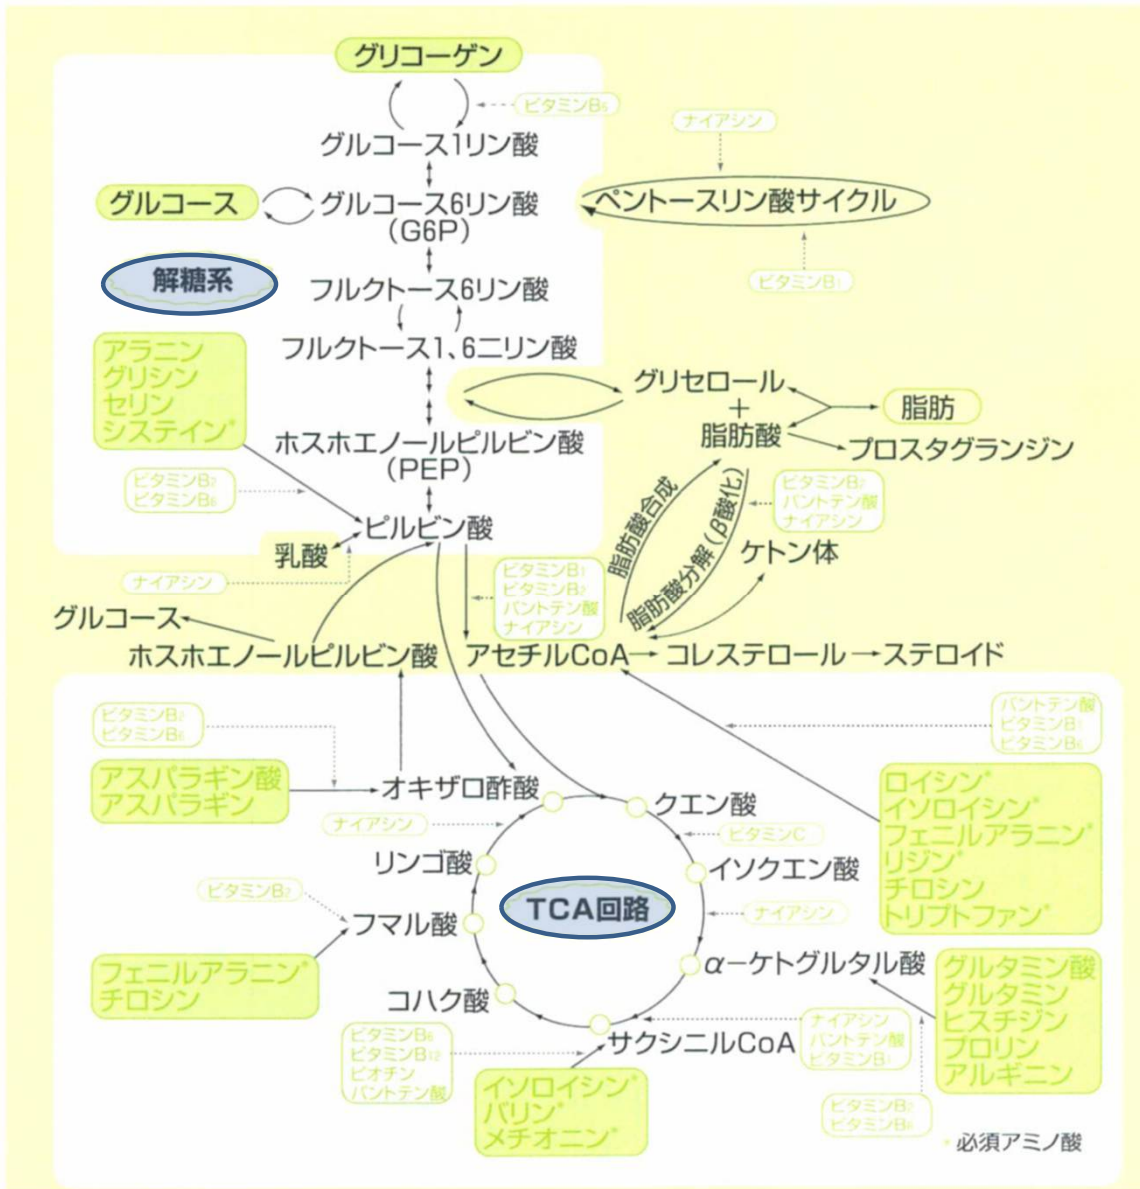 グリコーゲン
ビタミンB₆
グルコース1リン酸
ナイアシン
グルコース
グルコース6リン酸
(G6P)
ペントースリン酸サイクル
解糖系
フルクトース6リン酸
ビタミンB₁
フルクトース1、6二リン酸
アラニン
グリシン
セリン
システイン*
グリセロール
+
脂肪酸
脂肪
プロスタグランジン
ホスホエノールピルビン酸
(PEP)
ビタミンB₂
ビタミンB₆
脂肪酸合成
脂肪酸分解(β酸化)
ビタミンB₂
パントテン酸
ナイアシン
ピルビン酸
乳酸
ケトン体
ナイアシン
ビタミンB₁
ビタミンB₂
パントテン酸
ナイアシン
グルコース
ホスホエノールピルビン酸
アセチルCoA
コレステロール
ステロイド
ビタミンB₂
ビタミンB₆
パントテン酸
ビタミンB₁
ビタミンB₆
アスパラギン酸
アスパラギン
オキザロ酢酸
クエン酸
ロイシン*
イソロイシン*
フェニルアラニン*
リジン*
チロシン
トリプトファン*
ナイアシン
ビタミンC
リンゴ酸
イソクエン酸
ビタミンB₂
TCA回路
ナイアシン
フマル酸
フェニルアラニン*
チロシン
α-ケトグルタル酸
グルタミン酸
グルタミン
ヒスチジン
プロリン
アルギニン
コハク酸
ビタミンB₆
ビタミンB₁₂
ビオチン
パントテン酸
サクシニルCoA
ナイアシン
パントテン酸
ビタミンB₁
イソロイシン*
バリン*
メチオニン*
ビタミンB₂
ビタミンB₆
*必須アミノ酸